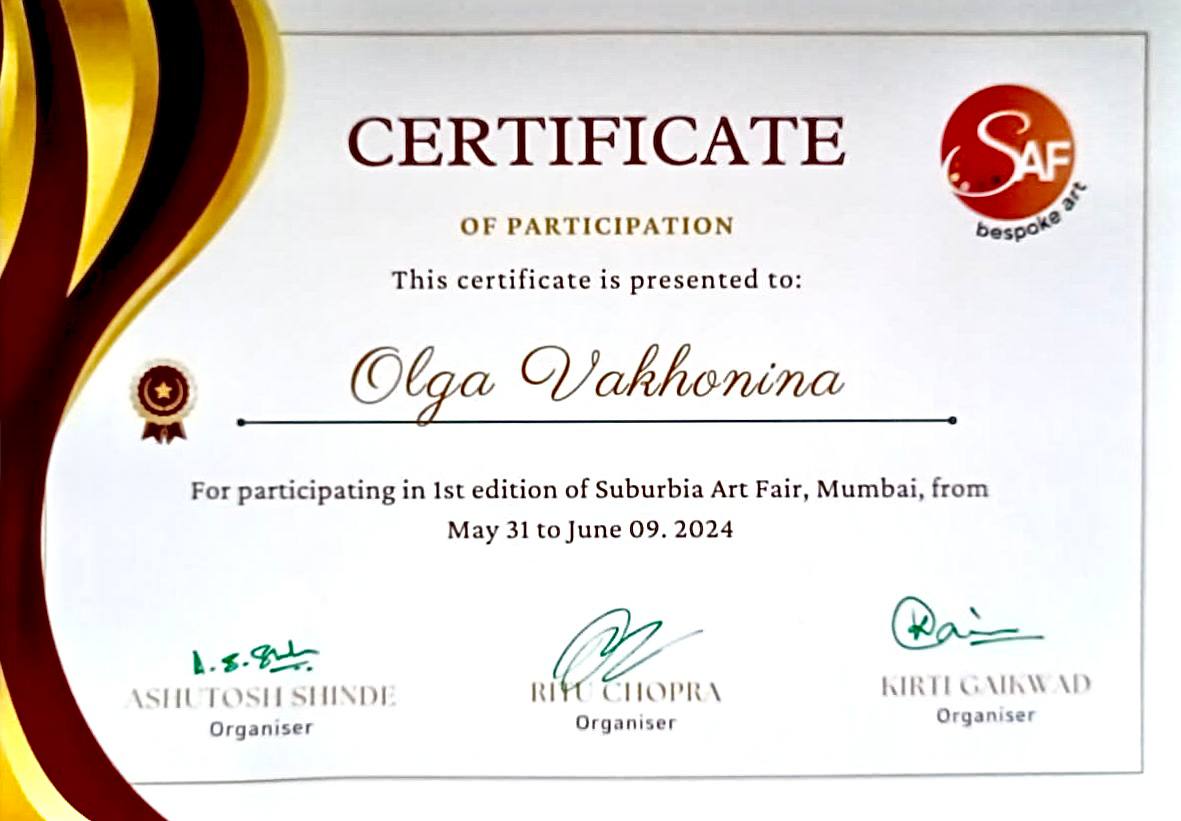 CERTIFICATE
SAF
bespoke art
OF PARTICIPATION
This certificate is presented to:
Olga Vakhonina
For participating in 1st edition of Suburbia Art Fair, Mumbai, from
May 31 to June 09. 2024
ASHUTOSH SHINDE
Organiser
RITU CHOPRA
Organiser
KIRTI GAIKWAD
Organiser